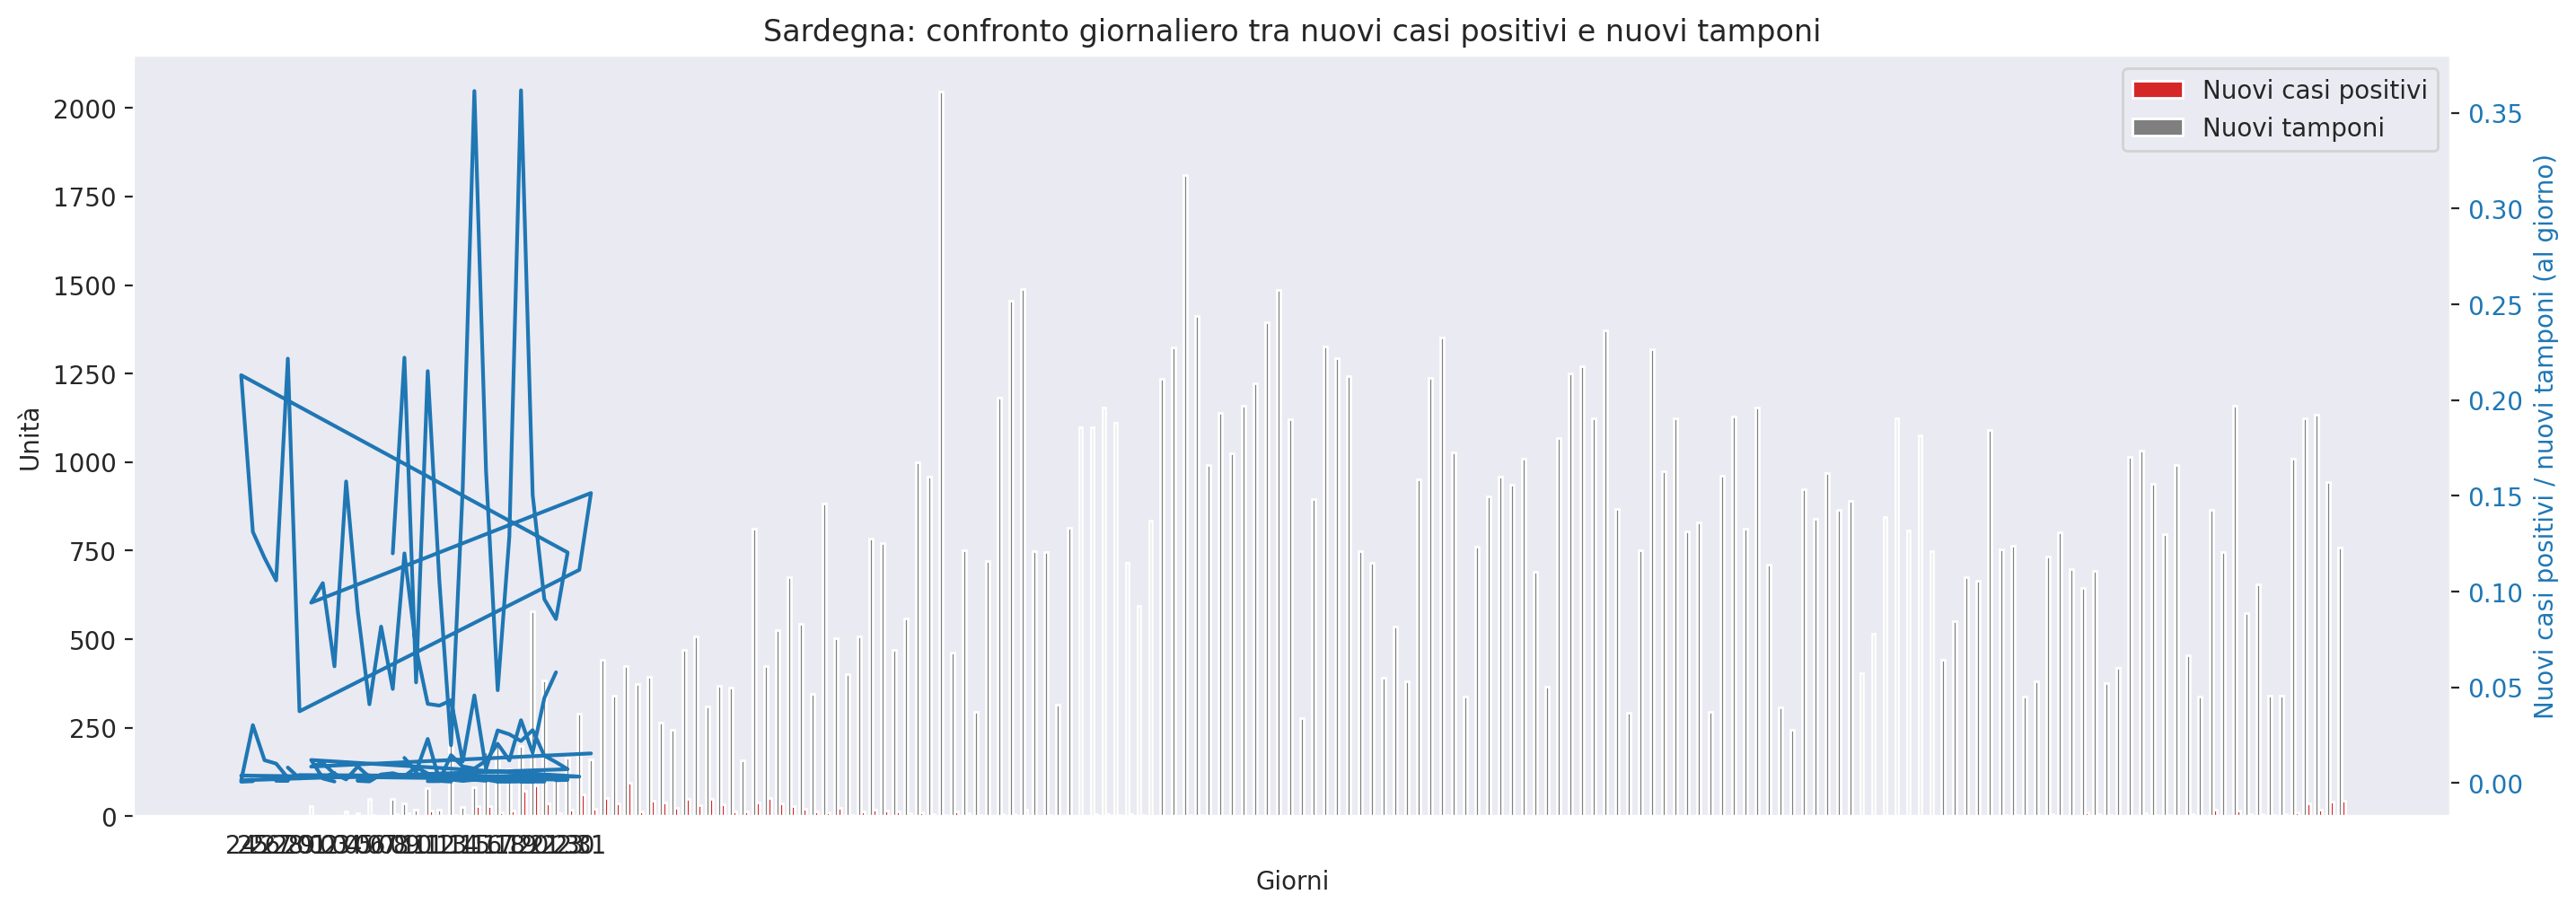 Sardegna: confronto giornaliero tra nuovi casi positivi e nuovi tamponi
Nuovi casi positivi
Nuovi tamponi
2000
1750
1500
1250
1000
750
500
250
0
Unità
0.35
0.30
0.25
0.20
0.15
0.10
0.05
0.00
Nuovi casi positivi / nuovi tamponi (al giorno)
Giorni